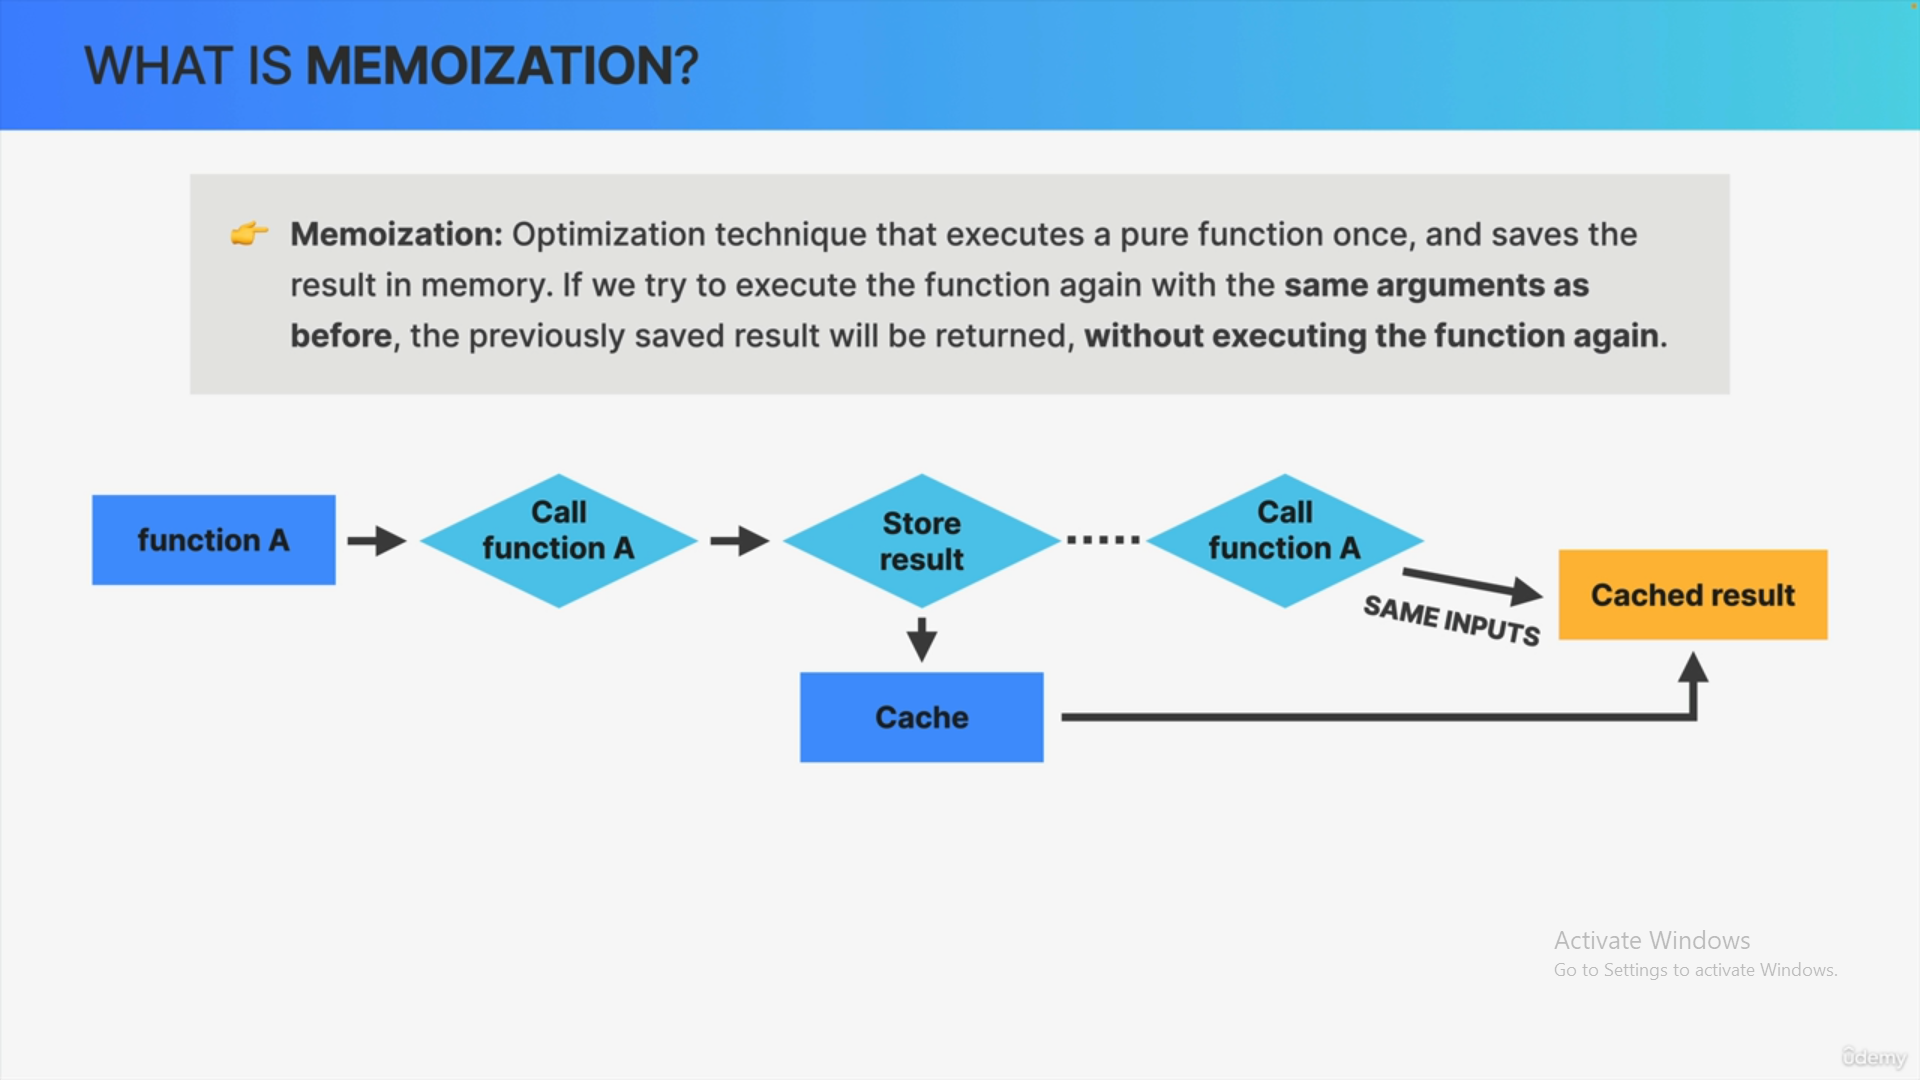 WHAT IS MEMOIZATION?
👉 Memoization: Optimization technique that executes a pure function once, and saves the
result in memory. If we try to execute the function again with the same arguments as
before, the previously saved result will be returned, without executing the function again.
function A
Call
function A
Store
result
Call
function A
SAME INPUTS
Cached result
Cache
Activate Windows
Go to Settings to activate Windows.
ûdemy